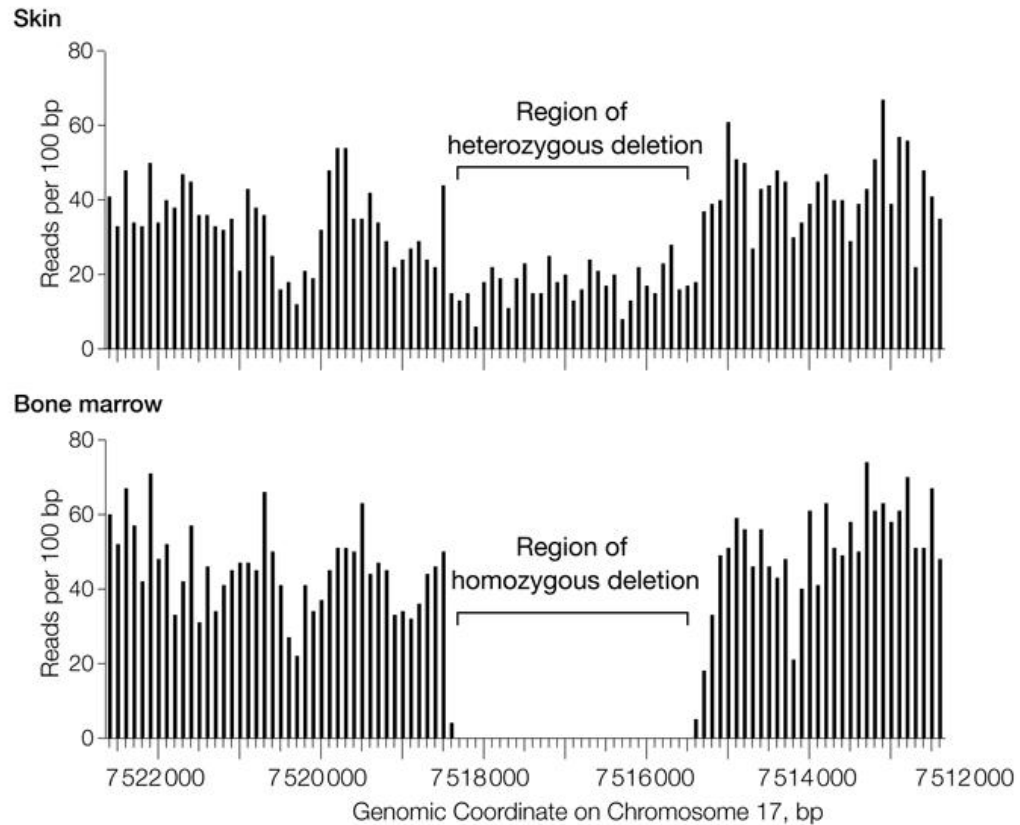 Skin
80
60
40
20
0
Reads per 100 bp
Region of
heterozygous deletion
Bone marrow
80
60
40
20
0
Reads per 100 bp
Region of
homozygous deletion
7522000 7520000 7518000 7516000 7514000 7512000
Genomic Coordinate on Chromosome 17, bp